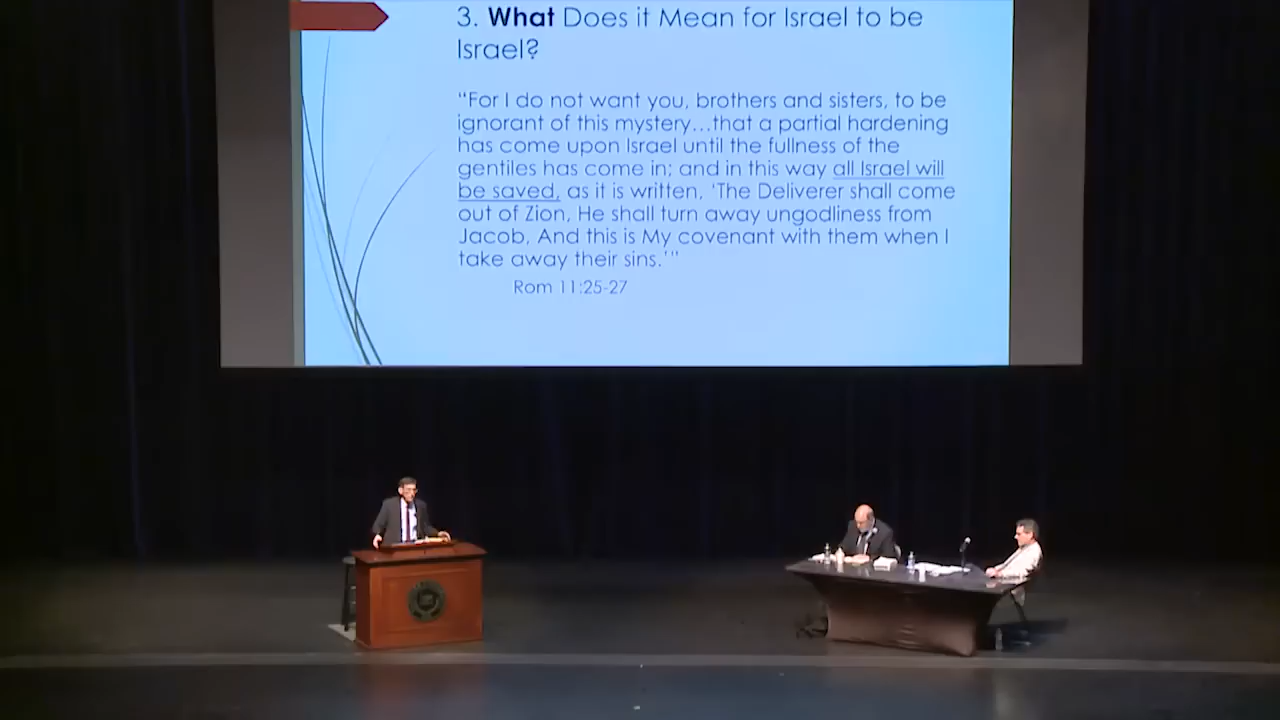 3. What Does it Mean for Israel to be
Israel?
“For I do not want you, brothers and sisters, to be
ignorant of this mystery…that a partial hardening
has come upon Israel until the fullness of the
gentiles has come in; and in this way all Israel will
be saved, as it is written, ‘The Deliverer shall come
out of Zion, He shall turn away ungodliness from
Jacob, And this is My covenant with them when I
take away their sins.’”
Rom 11:25-27